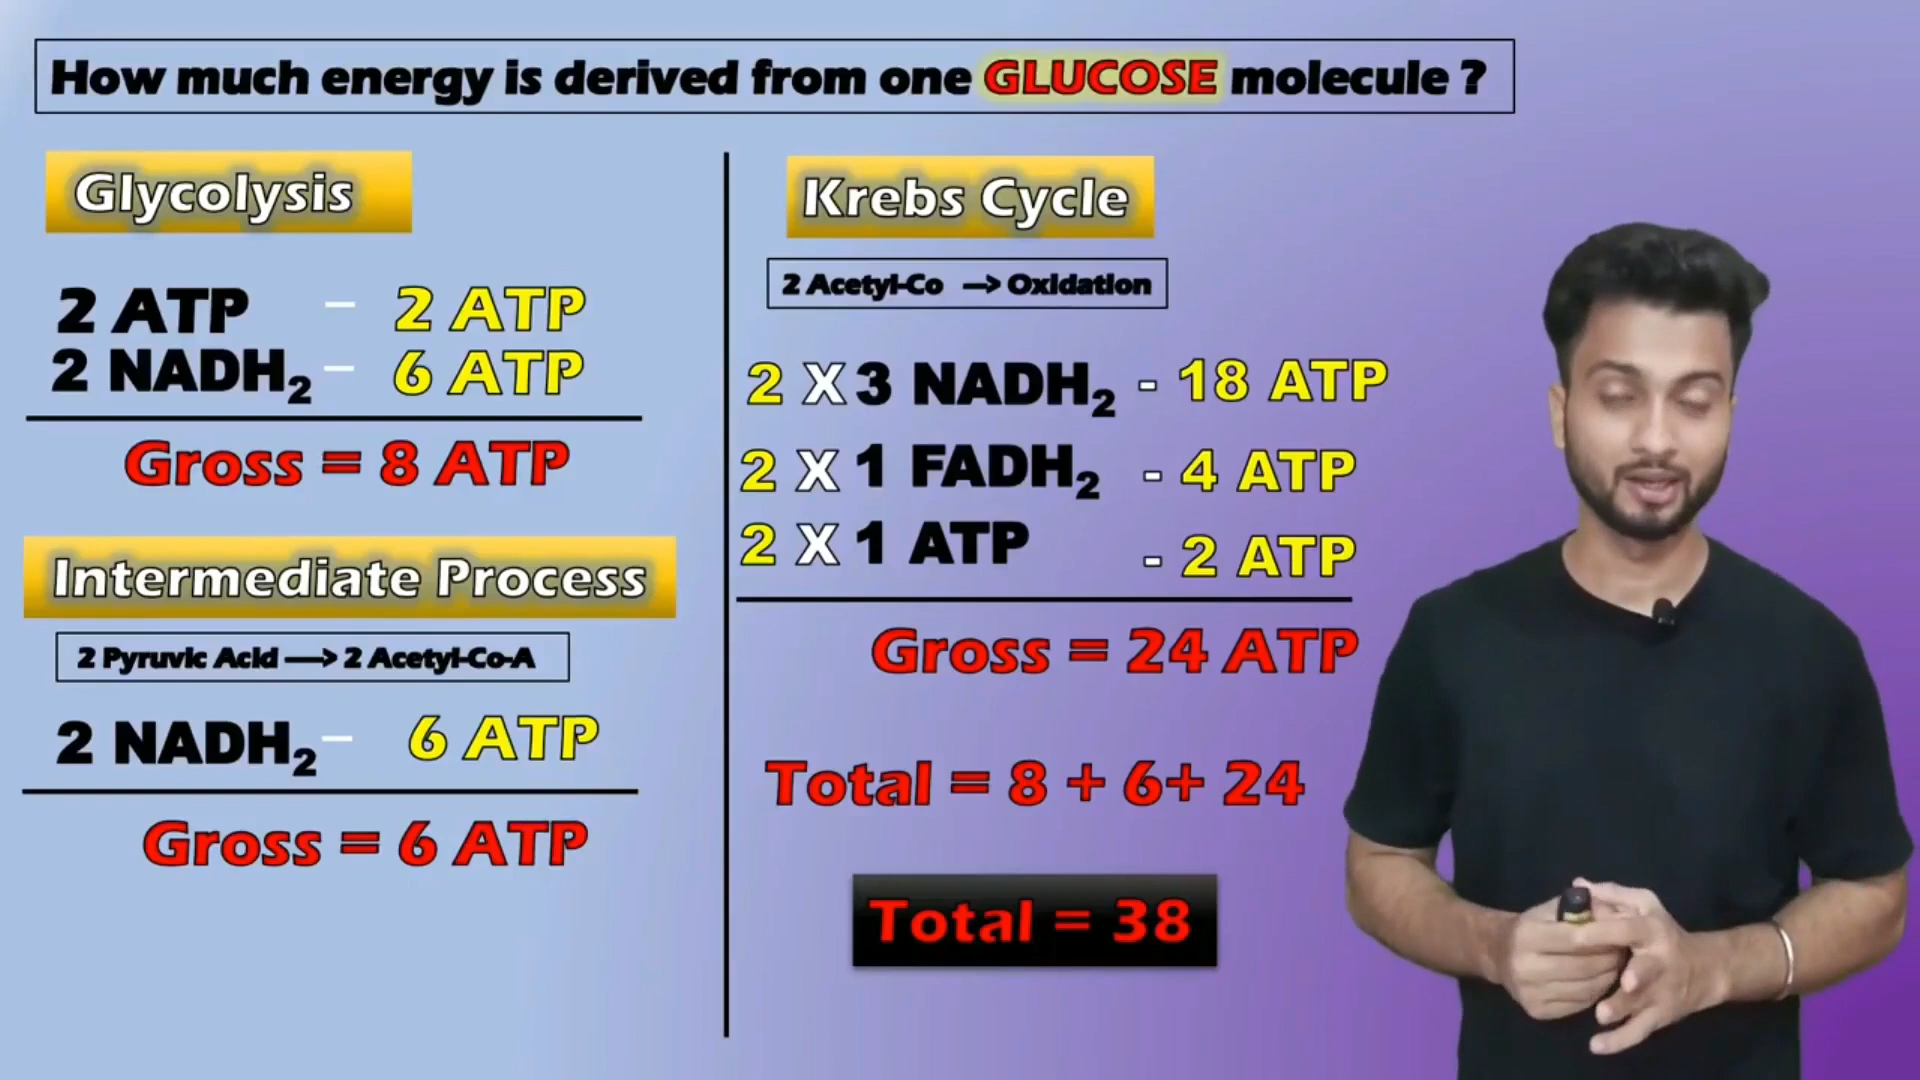 How much energy is derived from one GLUCOSE molecule ?
Glycolysis
2 ATP – 2 ATP
2 NADH₂ – 6 ATP
Gross = 8 ATP
Intermediate Process
2 Pyruvic Acid —> 2 Acetyl-Co-A
2 NADH₂ – 6 ATP
Gross = 6 ATP
Krebs Cycle
2 Acetyl-Co —> Oxidation
2 X 3 NADH₂ - 18 ATP
2 X 1 FADH₂ - 4 ATP
2 X 1 ATP - 2 ATP
Gross = 24 ATP
Total = 8 + 6+ 24
Total = 38